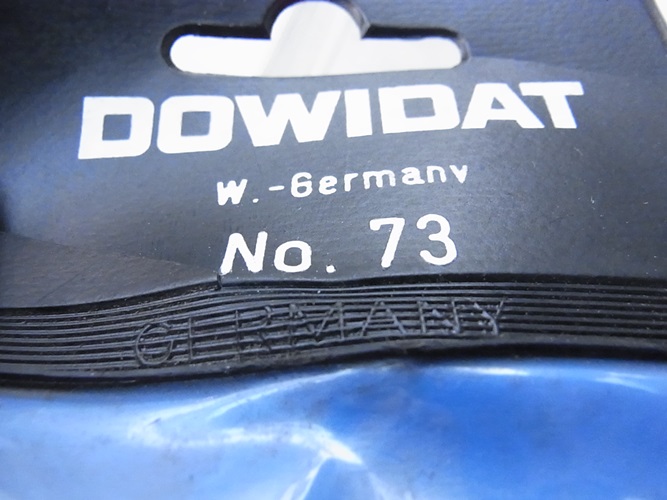 DOWIDAT
W.-Germany
No. 73
GERMANY